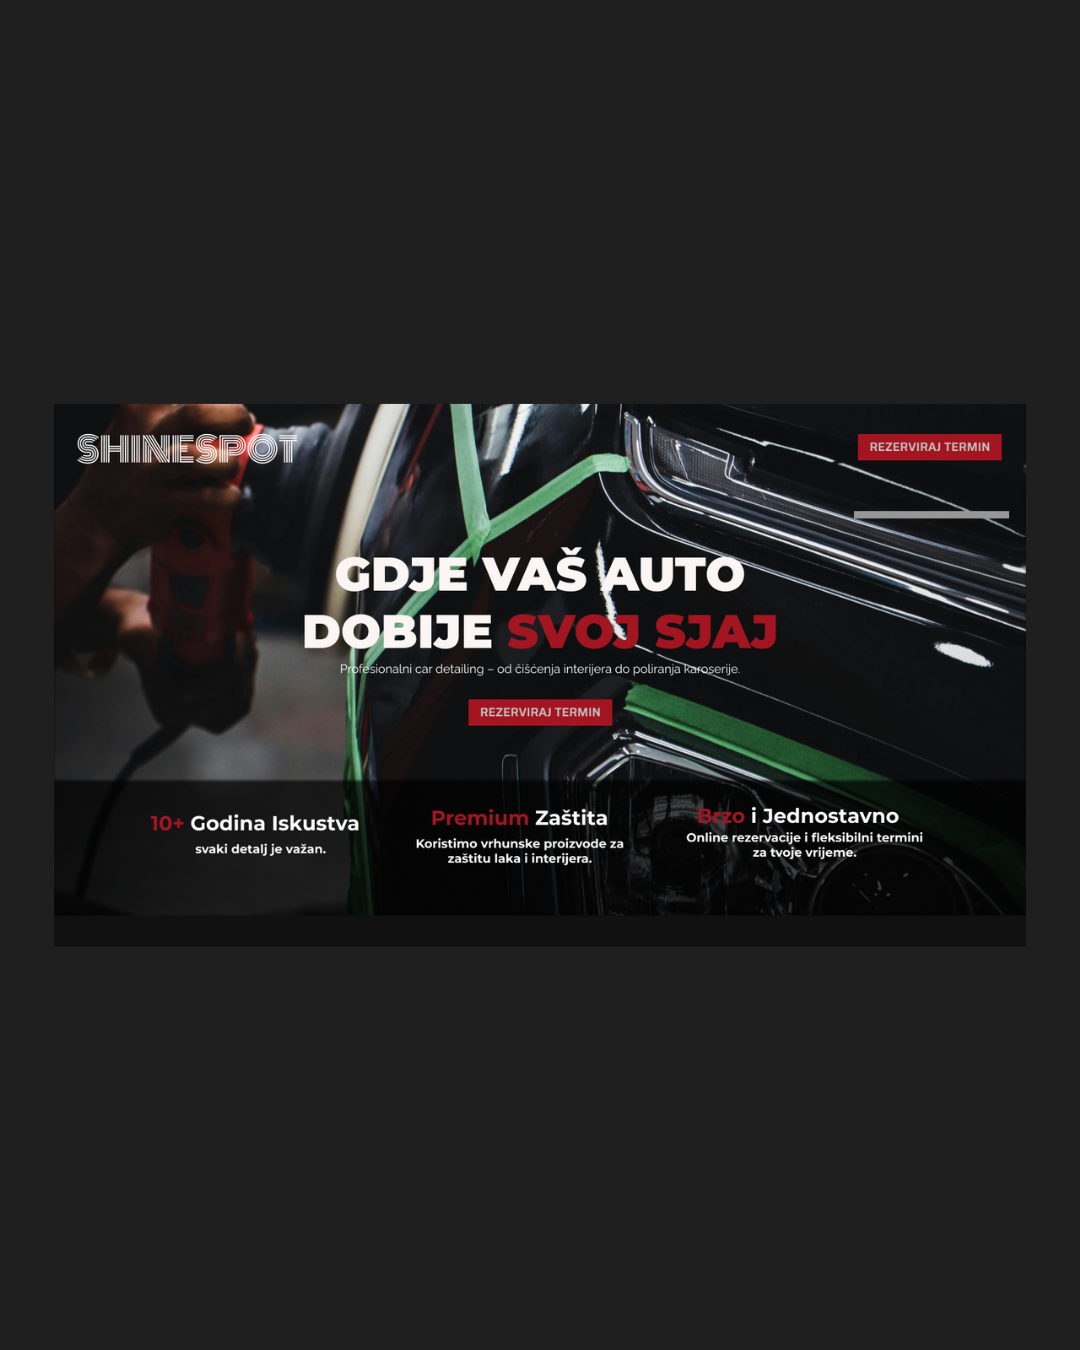 SHINESPOT
REZERVIRAJ TERMIN
GDJE VAŠ AUTO
DOBIJE SVOJ SJAJ
Profesionalni car detailing – od čišćenja interijera do poliranja karoserije.
REZERVIRAJ TERMIN
10+ Godina Iskustva
svaki detalj je važan.
Premium Zaštita
Koristimo vrhunske proizvode za
zaštitu laka i interijera.
Brzo i Jednostavno
Online rezervacije i fleksibilni termini
za tvoje vrijeme.